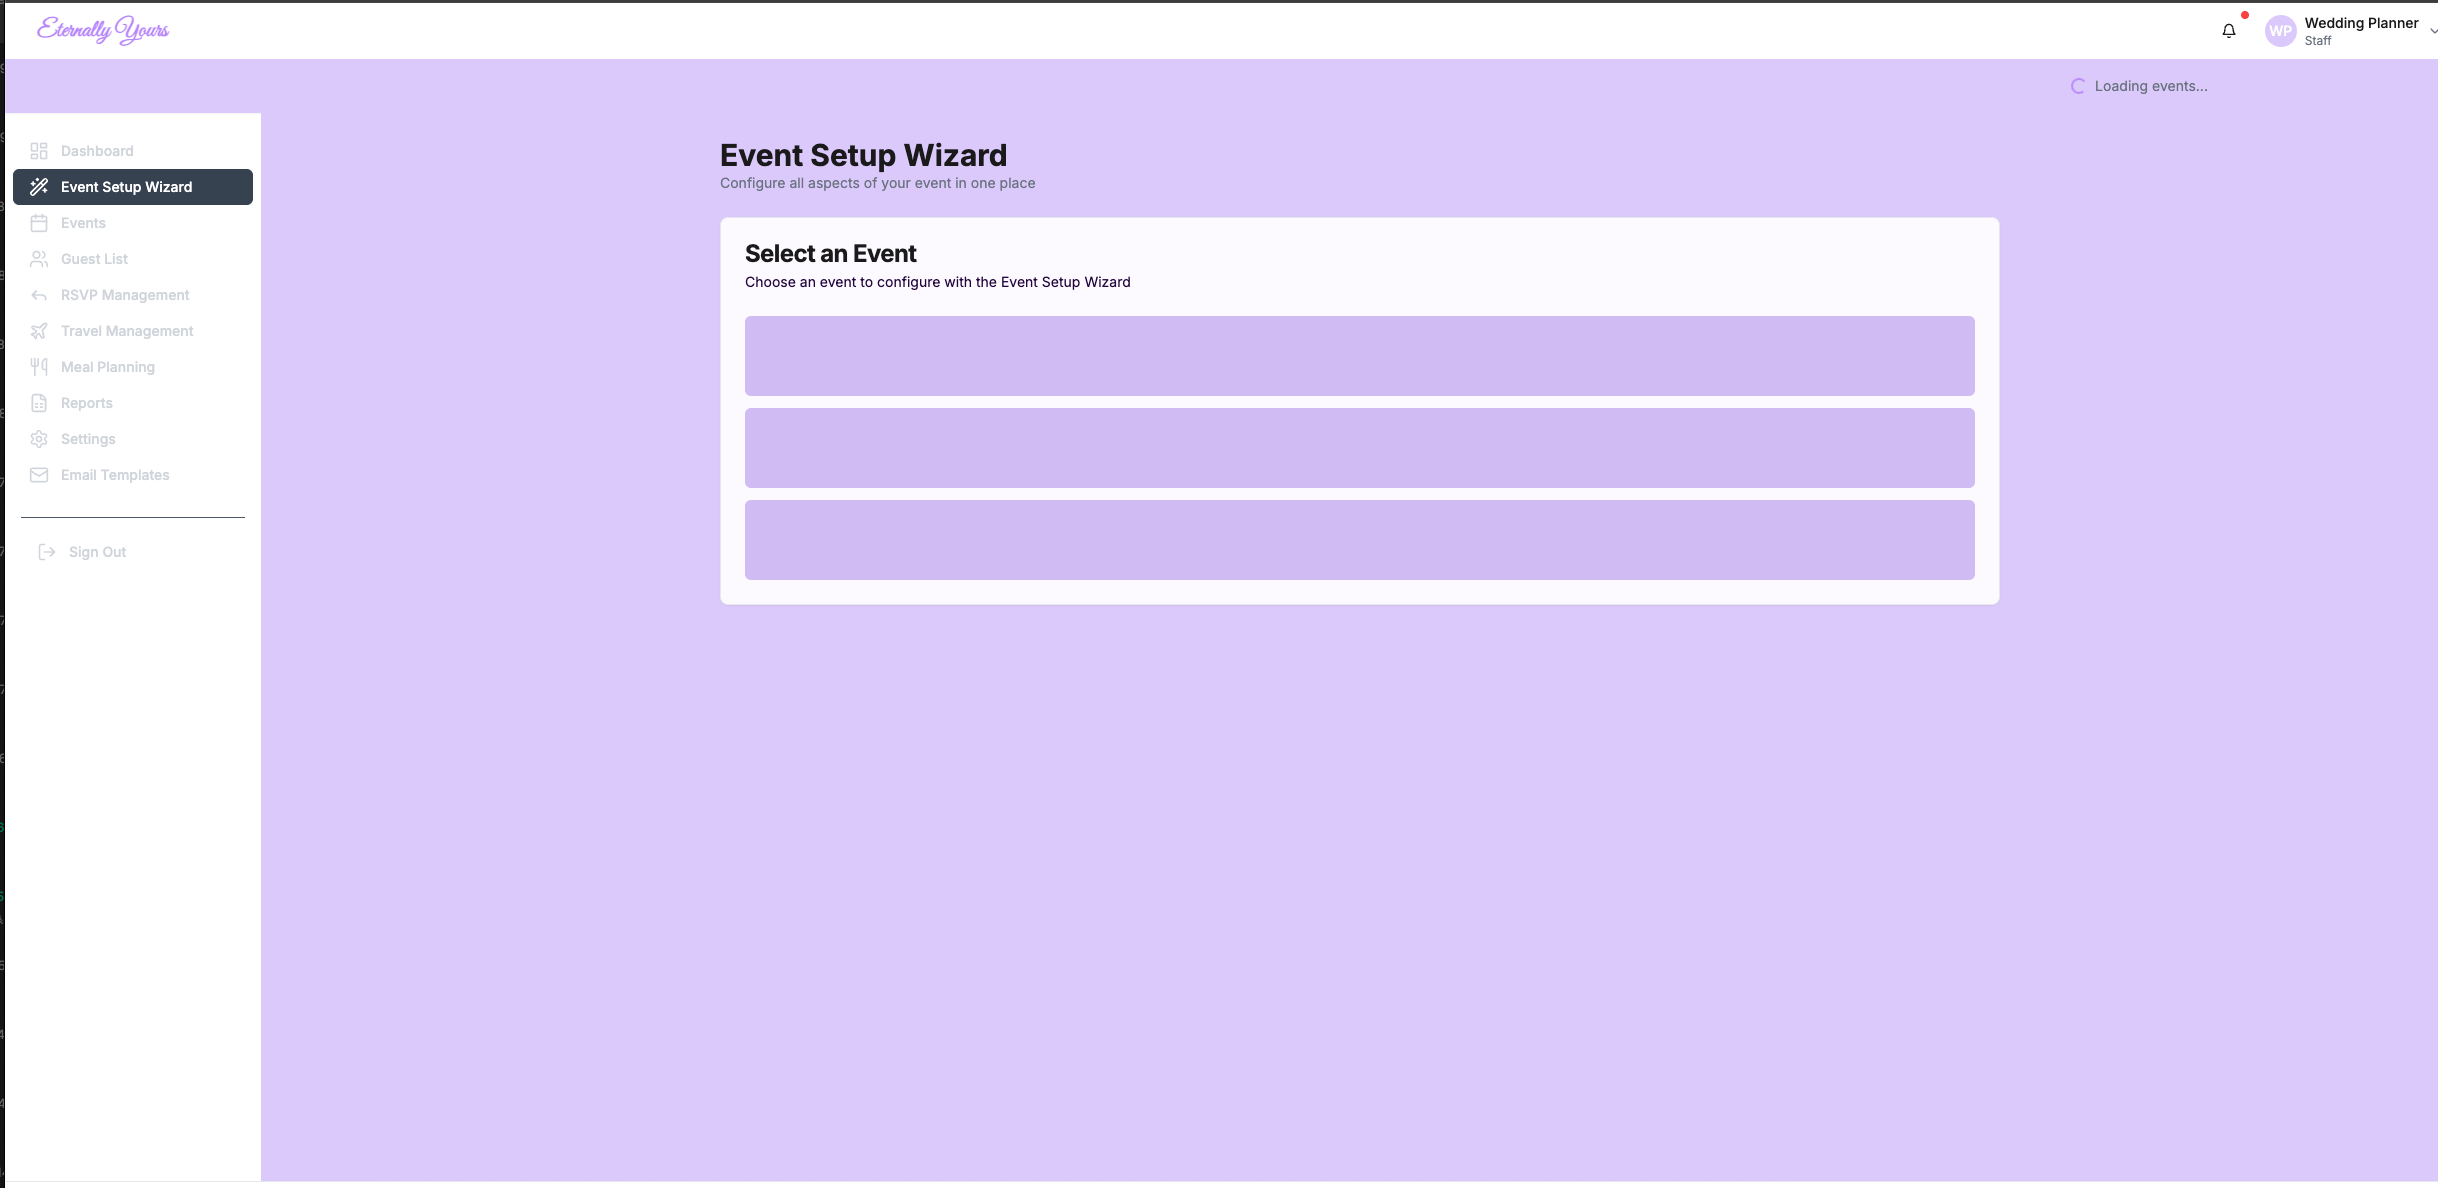 Eternally Yours
WP
Wedding Planner
Staff
Loading events...
Dashboard
Event Setup Wizard
Events
Guest List
RSVP Management
Travel Management
Meal Planning
Reports
Settings
Email Templates
Sign Out
Event Setup Wizard
Configure all aspects of your event in one place
Select an Event
Choose an event to configure with the Event Setup Wizard